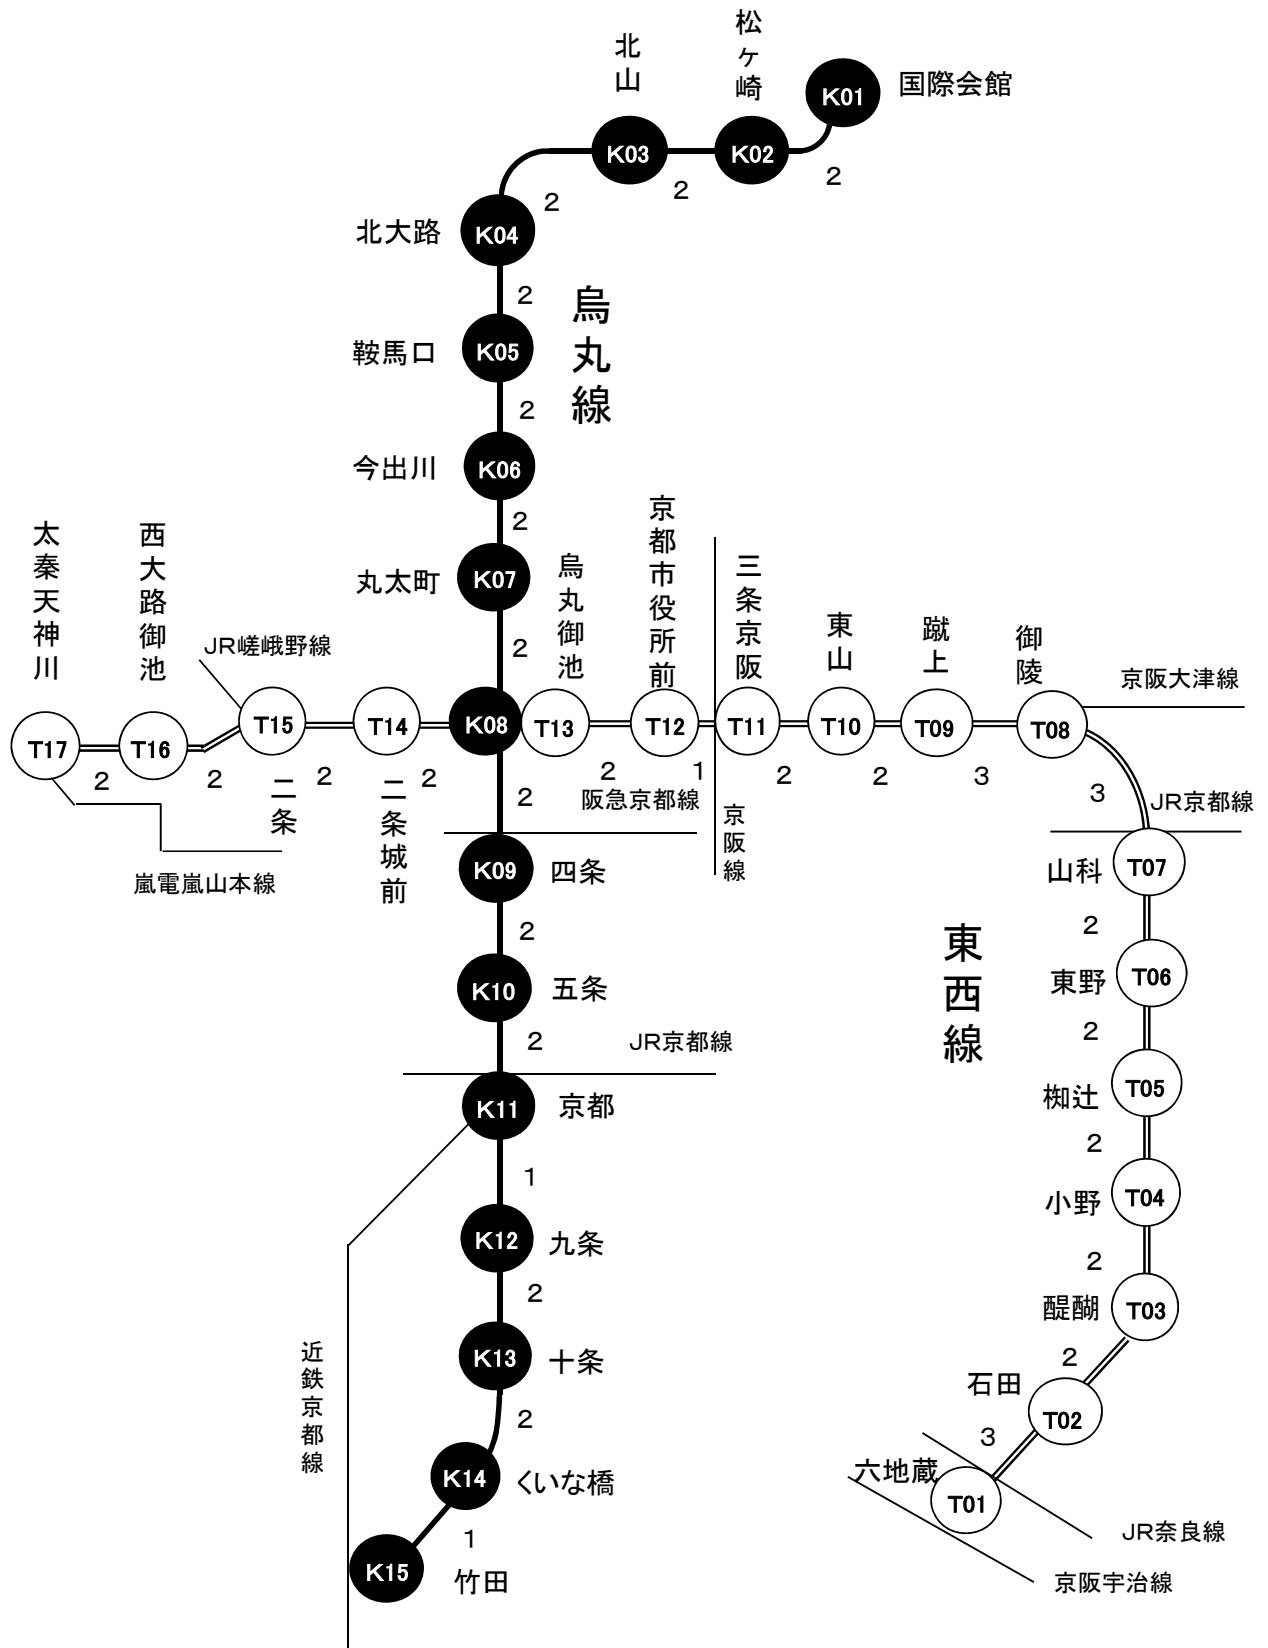 松ヶ崎
北山
国際会館
K01
K02
K03
2
2
2
K04
北大路
2
烏丸線
K05
鞍馬口
2
K06
今出川
2
K07
丸太町
2
太秦天神川
西大路御池
JR嵯峨野線
烏丸御池
京都市役所前
三条京阪
東山
蹴上
御陵
京阪大津線
T17
T16
T15
T14
K08
T13
T12
T11
T10
T09
T08
2
2
2
2
2
2
1
2
2
3
3
二条
二条城前
阪急京都線
京阪線
JR京都線
嵐電嵐山本線
K09
四条
山科
T07
2
2
東西線
K10
五条
東野
T06
2
2
JR京都線
K11
京都
椥辻
T05
1
2
K12
九条
小野
T04
2
2
K13
十条
醍醐
T03
近鉄京都線
2
2
石田
T02
K14
くいな橋
3
六地蔵
T01
1
K15
竹田
JR奈良線
京阪宇治線